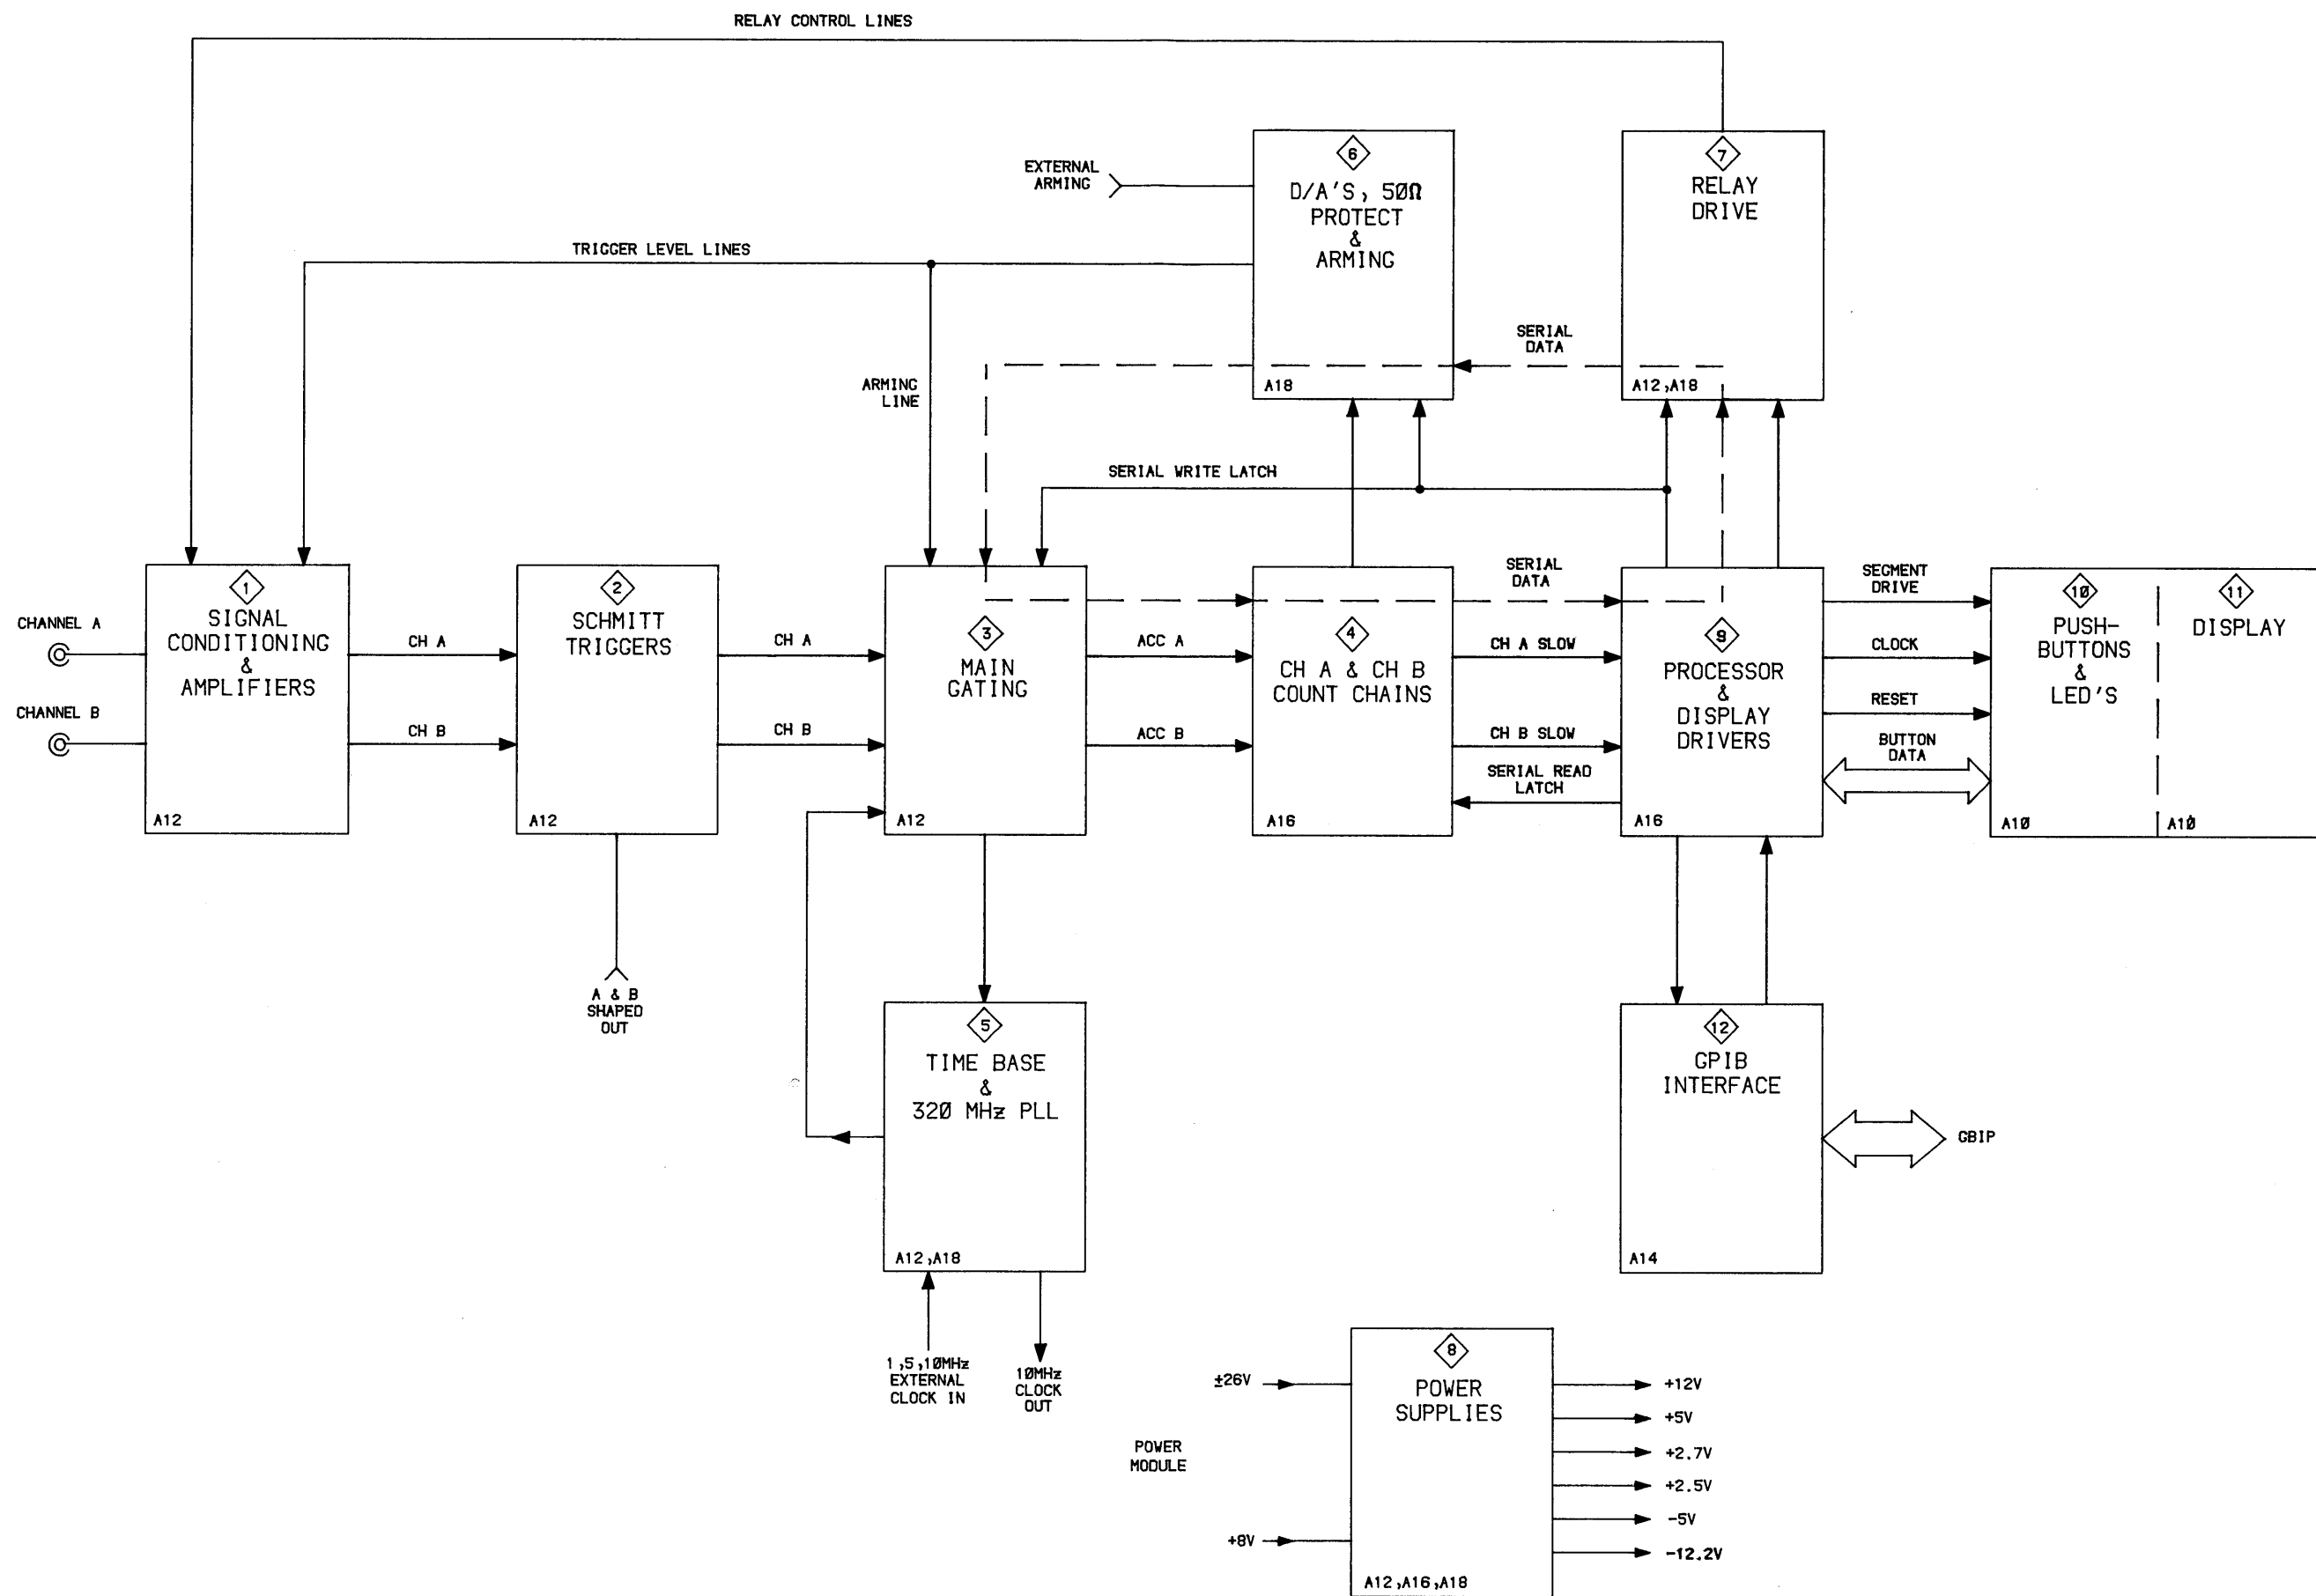 RELAY CONTROL LINES
EXTERNAL
ARMING
6
D/A'S, 50Ω
PROTECT
&
ARMING
A18
7
RELAY
DRIVE
A12,A18
TRIGGER LEVEL LINES
SERIAL
DATA
ARMING
LINE
SERIAL WRITE LATCH
CHANNEL A
CHANNEL B
1
SIGNAL
CONDITIONING
&
AMPLIFIERS
A12
CH A
CH B
2
SCHMITT
TRIGGERS
A12
A & B
SHAPED
OUT
CH A
CH B
3
MAIN
GATING
A12
ACC A
ACC B
4
CH A & CH B
COUNT CHAINS
A16
SERIAL
DATA
CH A SLOW
CH B SLOW
SERIAL READ
LATCH
9
PROCESSOR
&
DISPLAY
DRIVERS
A16
SEGMENT
DRIVE
CLOCK
RESET
BUTTON
DATA
10
PUSH-
BUTTONS
&
LED'S
A10
11
DISPLAY
A10
5
TIME BASE
&
320 MHz PLL
A12,A18
1,5,10MHz
EXTERNAL
CLOCK IN
10MHz
CLOCK
OUT
12
GPIB
INTERFACE
A14
GBIP
POWER
MODULE
±26V
+8V
8
POWER
SUPPLIES
A12,A16,A18
+12V
+5V
+2.7V
+2.5V
-5V
-12.2V